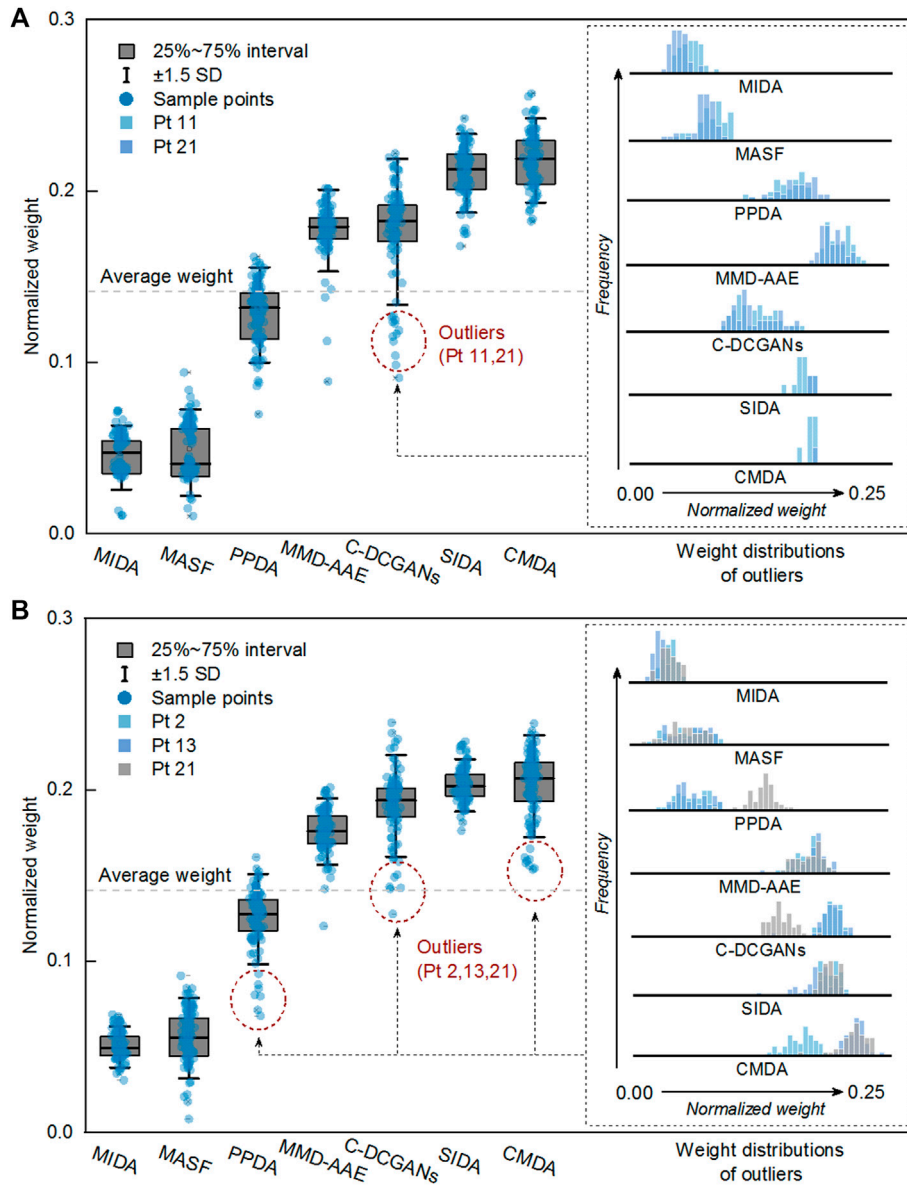 A
0.3
0.2
0.1
0.0
Normalized weight
25%~75% interval
±1.5 SD
Sample points
Pt 11
Pt 21
Average weight
Outliers
(Pt 11,21)
MIDA
MASF
PPDA
MMD-AAE
C-DCGANs
SIDA
CMDA
Frequency
MIDA
MASF
PPDA
MMD-AAE
C-DCGANs
SIDA
CMDA
0.00
0.25
Normalized weight
Weight distributions
of outliers
B
0.3
0.2
0.1
0.0
Normalized weight
25%~75% interval
±1.5 SD
Sample points
Pt 2
Pt 13
Pt 21
Average weight
Outliers
(Pt 2,13,21)
MIDA
MASF
PPDA
MMD-AAE
C-DCGANs
SIDA
CMDA
Frequency
MIDA
MASF
PPDA
MMD-AAE
C-DCGANs
SIDA
CMDA
0.00
0.25
Normalized weight
Weight distributions
of outliers